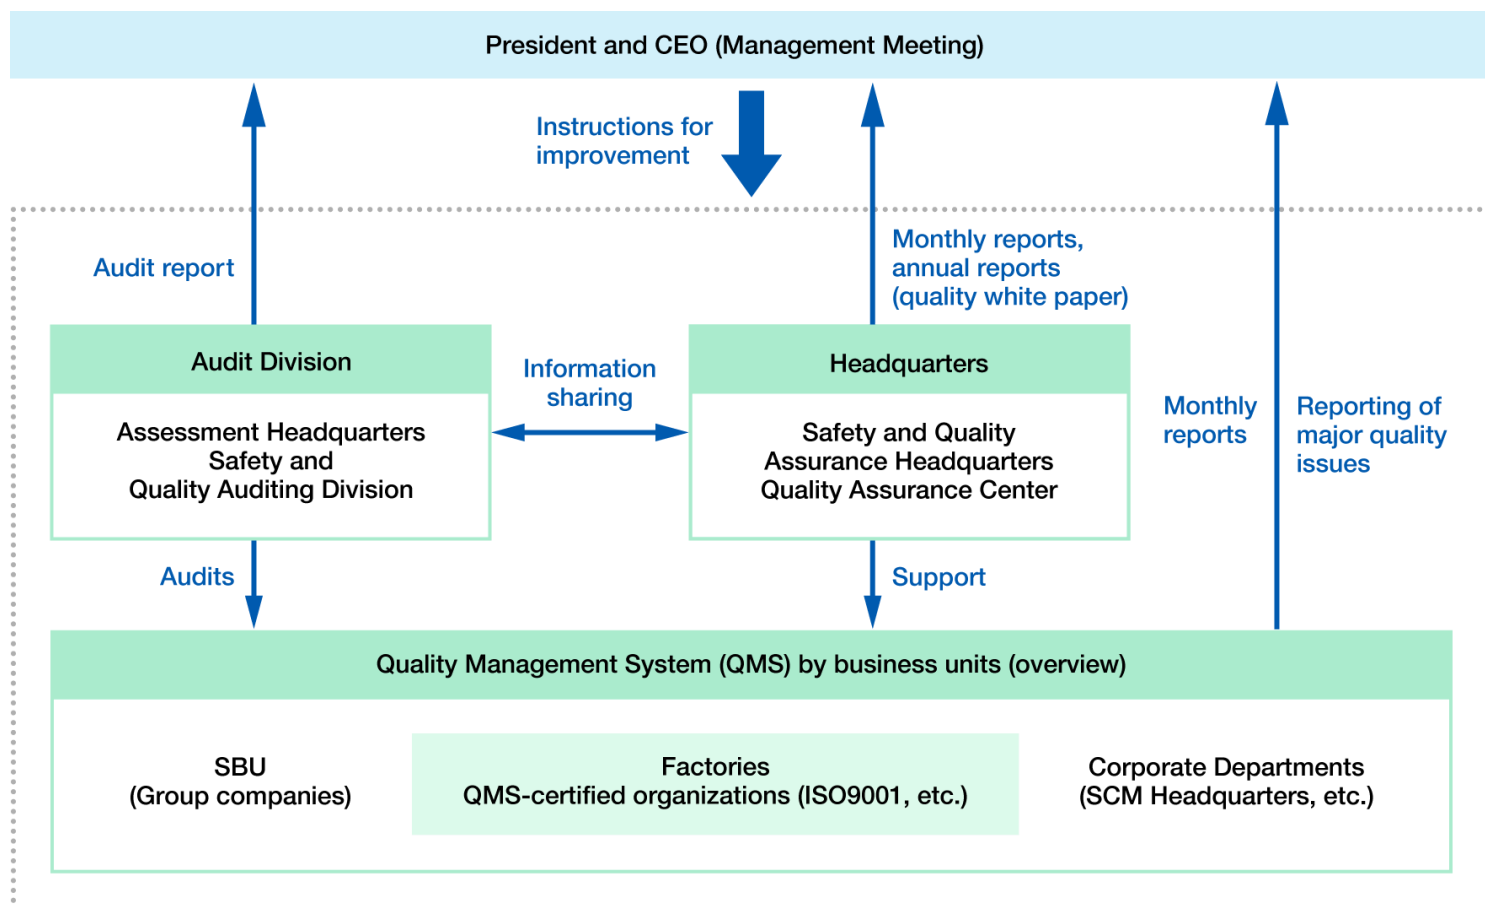 President and CEO (Management Meeting)
Instructions for
improvement
Audit report
Monthly reports,
annual reports
(quality white paper)
Audit Division
Assessment Headquarters
Safety and
Quality Auditing Division
Information
sharing
Headquarters
Safety and Quality
Assurance Headquarters
Quality Assurance Center
Monthly
reports
Reporting of
major quality
issues
Audits
Support
Quality Management System (QMS) by business units (overview)
SBU
(Group companies)
Factories
QMS-certified organizations (ISO9001, etc.)
Corporate Departments
(SCM Headquarters, etc.)